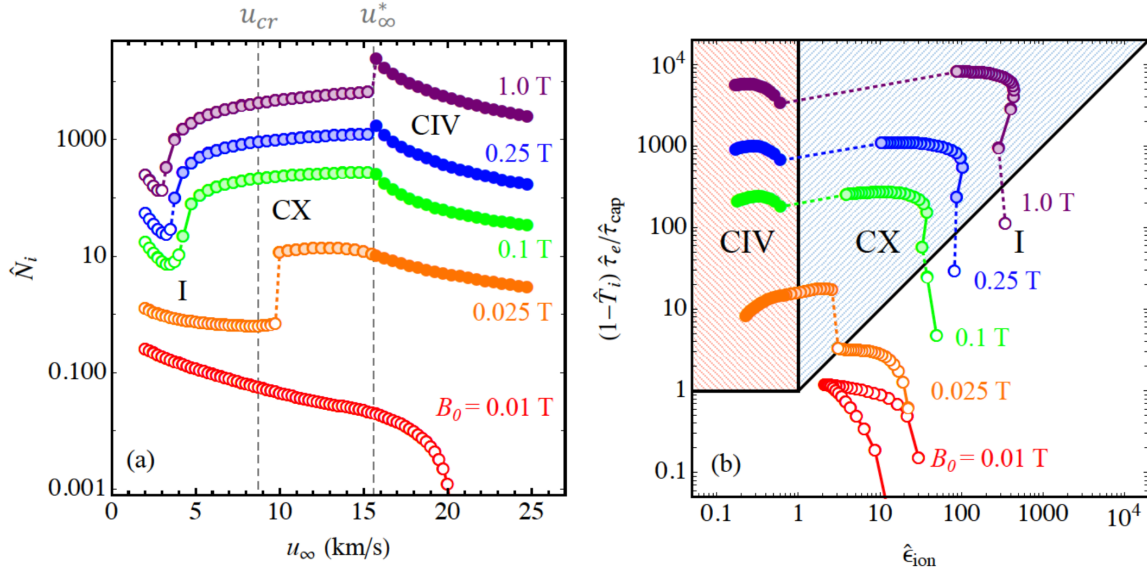 u_cr
u_∞^*
1000
10
0.100
0.001
N̂_i
1.0 T
0.25 T
0.1 T
0.025 T
B_0 = 0.01 T
CIV
CX
I
(a)
0
5
10
15
20
25
u_∞ (km/s)
10^4
1000
100
10
1
0.1
(1−T̂_i) τ̂_e/τ̂_cap
CIV
CX
I
1.0 T
0.25 T
0.1 T
0.025 T
B_0 = 0.01 T
(b)
0.1
1
10
100
1000
10^4
ϵ̂_ion